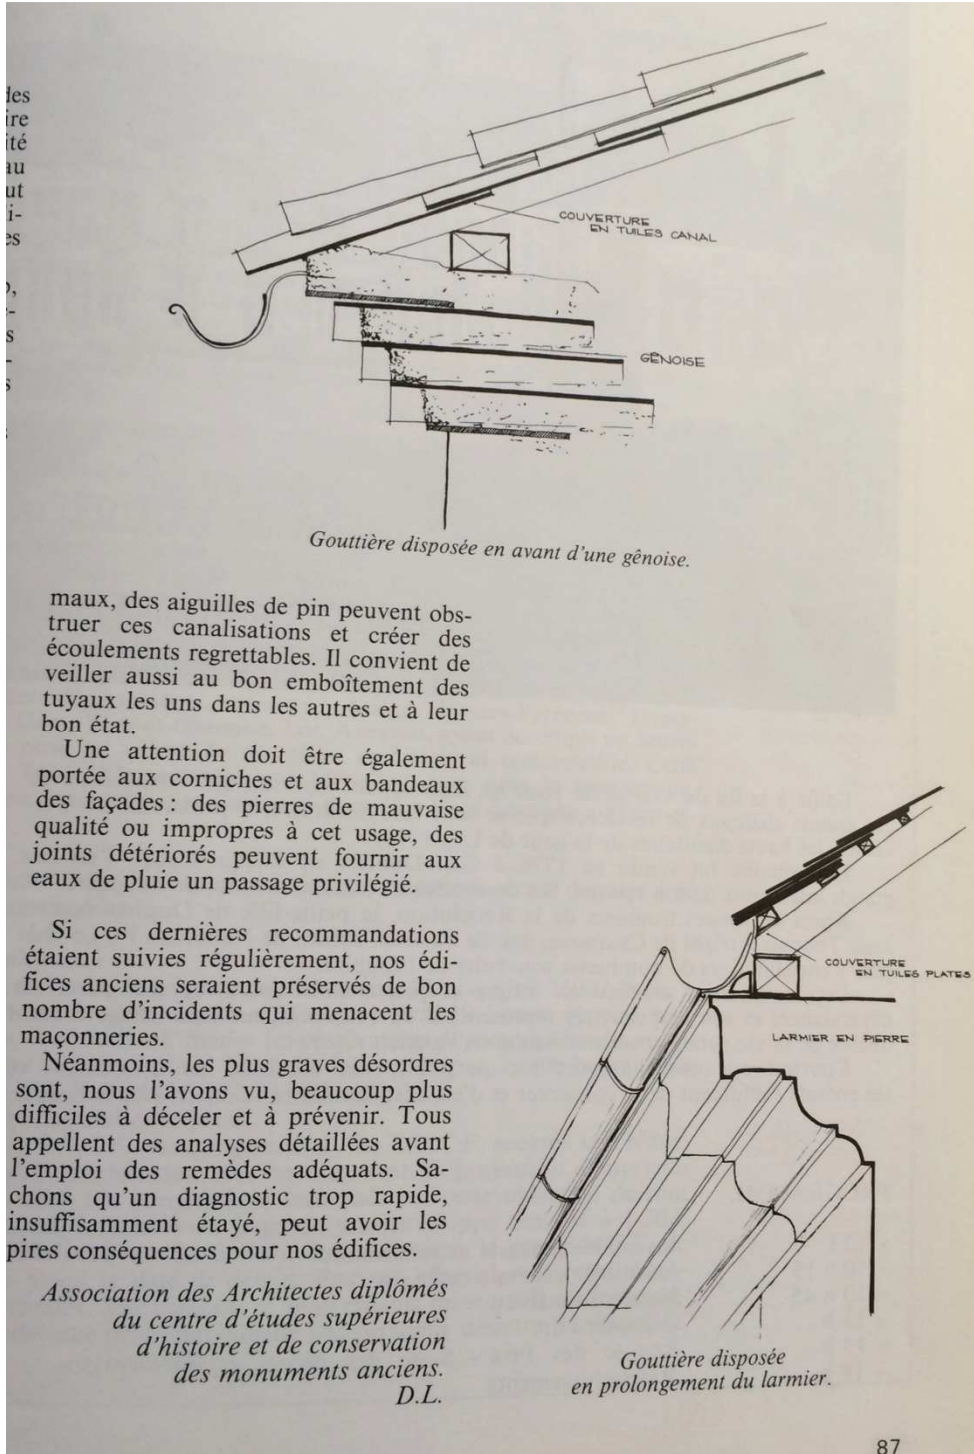 des
ire
ité
au
ut
i-
es
COUVERTURE
EN TUILES CANAL
GÊNOISE
Gouttière disposée en avant d'une gênoise.
maux, des aiguilles de pin peuvent obs-
truer ces canalisations et créer des
écoulements regrettables. Il convient de
veiller aussi au bon emboîtement des
tuyaux les uns dans les autres et à leur
bon état.
Une attention doit être également
portée aux corniches et aux bandeaux
des façades : des pierres de mauvaise
qualité ou impropres à cet usage, des
joints détériorés peuvent fournir aux
eaux de pluie un passage privilégié.
Si ces dernières recommandations
étaient suivies régulièrement, nos édi-
fices anciens seraient préservés de bon
nombre d'incidents qui menacent les
maçonneries.
Néanmoins, les plus graves désordres
sont, nous l'avons vu, beaucoup plus
difficiles à déceler et à prévenir. Tous
appellent des analyses détaillées avant
l'emploi des remèdes adéquats. Sa-
chons qu'un diagnostic trop rapide,
insuffisamment étayé, peut avoir les
pires conséquences pour nos édifices.
Association des Architectes diplômés
du centre d'études supérieures
d'histoire et de conservation
des monuments anciens.
D.L.
COUVERTURE
EN TUILES PLATES
LARMIER EN PIERRE
Gouttière disposée
en prolongement du larmier.
87